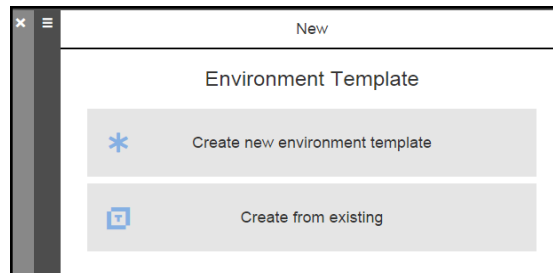 New
Environment Template
Create new environment template
T
Create from existing